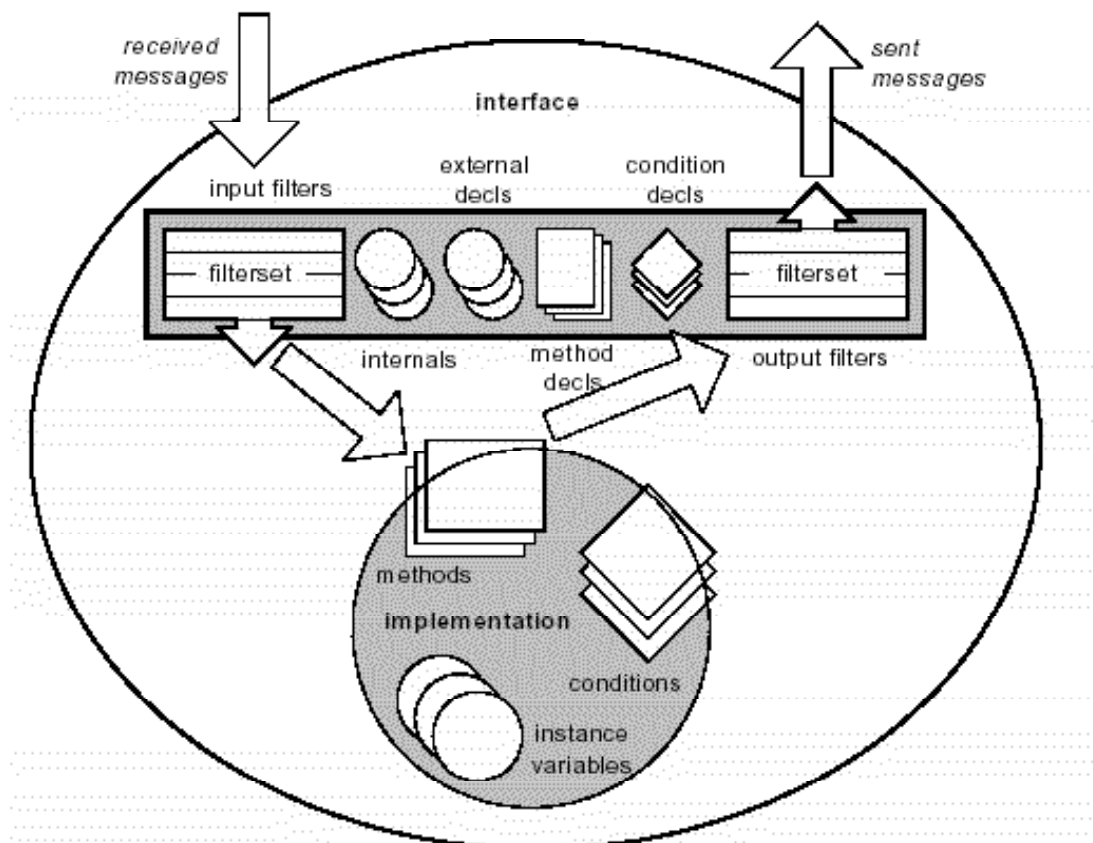 received
messages
sent
messages
interface
external
decls
condition
decls
input filters
filterset
filterset
internals
method
decls
output filters
methods
implementation
conditions
instance
variables